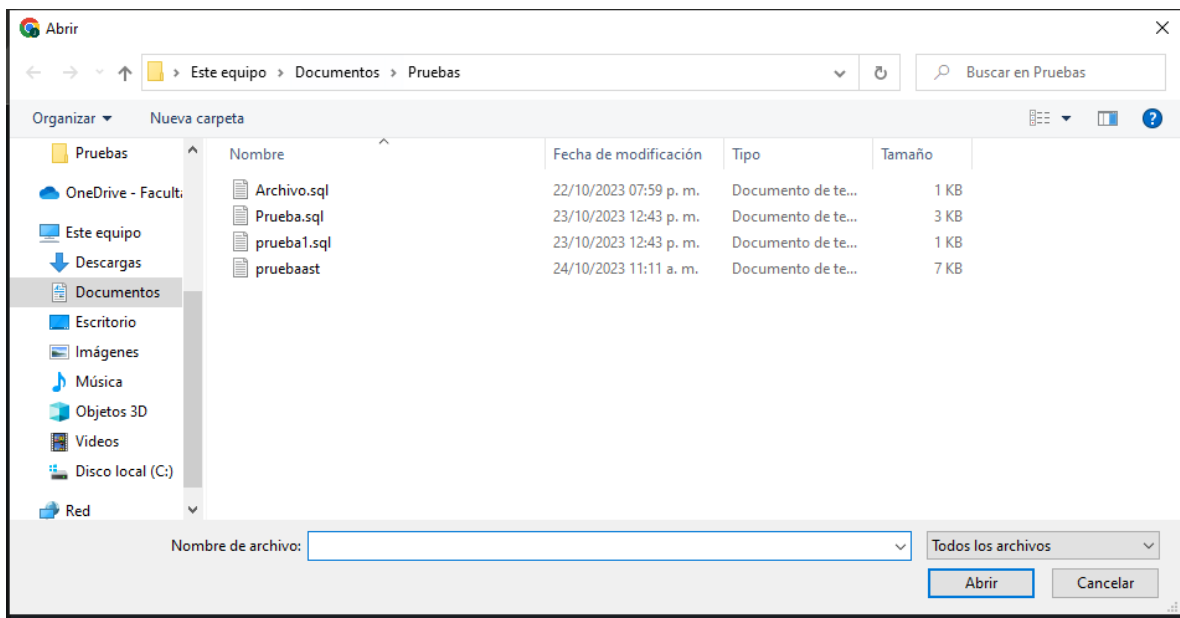 Abrir
Este equipo > Documentos > Pruebas
Buscar en Pruebas
Organizar
Nueva carpeta
Pruebas
OneDrive - Faculta
Este equipo
Descargas
Documentos
Escritorio
Imágenes
Música
Objetos 3D
Videos
Disco local (C:)
Red
Nombre Fecha de modificación Tipo Tamaño
Archivo.sql 22/10/2023 07:59 p. m. Documento de te... 1 KB
Prueba.sql 23/10/2023 12:43 p. m. Documento de te... 3 KB
prueba1.sql 23/10/2023 12:43 p. m. Documento de te... 1 KB
pruebaast 24/10/2023 11:11 a. m. Documento de te... 7 KB
Nombre de archivo:
Todos los archivos
Abrir
Cancelar